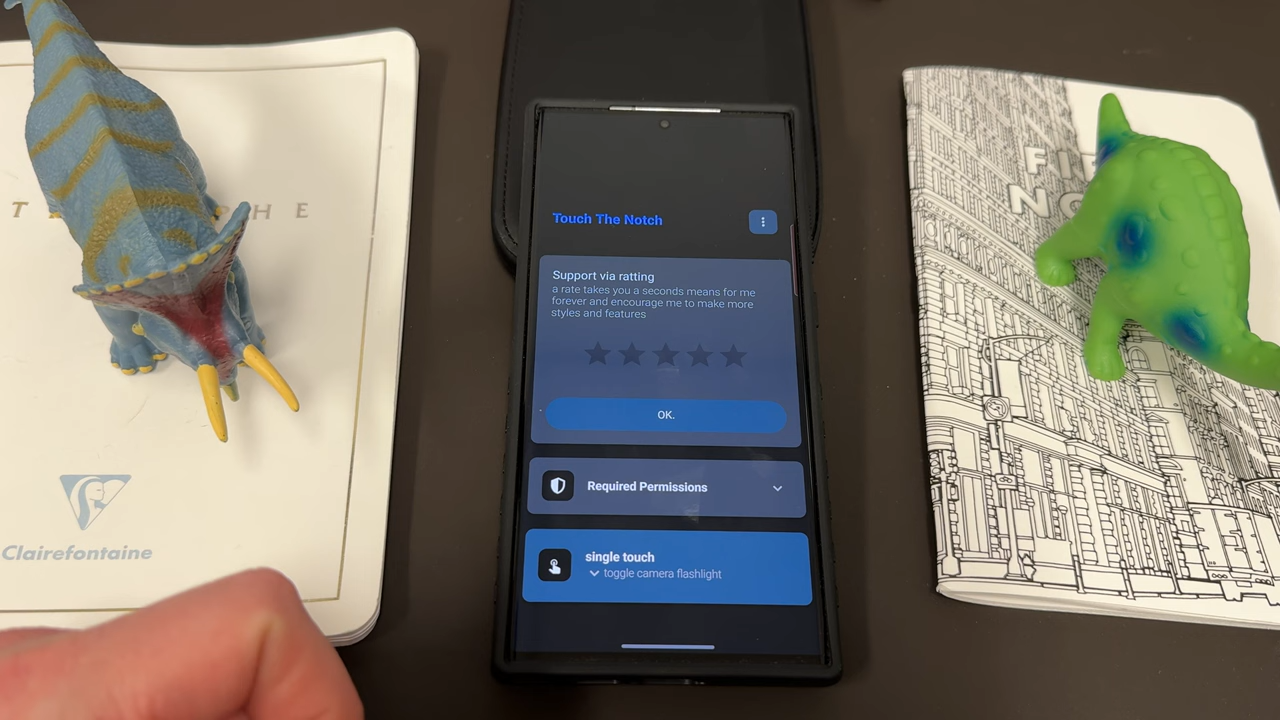 Touch The Notch
Support via ratting
a rate takes you a seconds means for me
forever and encourage me to make more
styles and features
OK.
Required Permissions
single touch
toggle camera flashlight
Clairefontaine